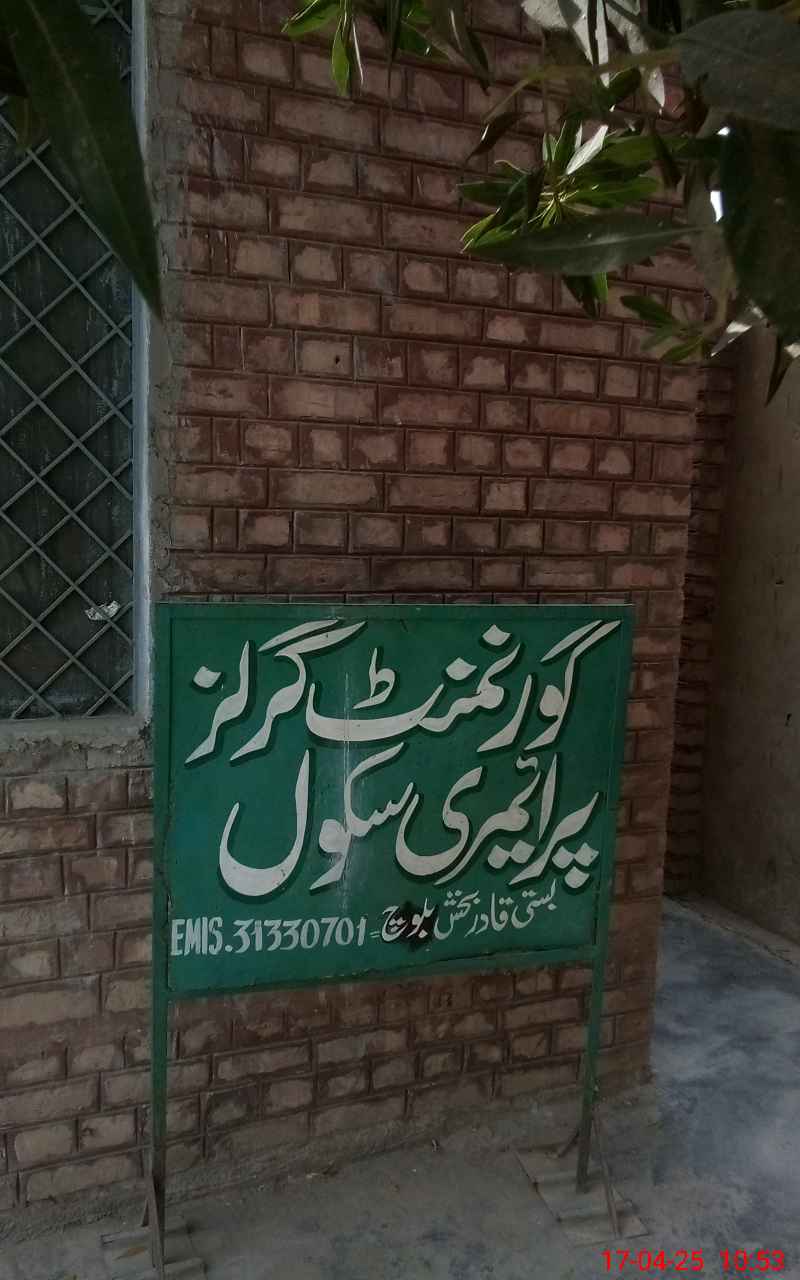 گورنمنٹ گرلز
پرائمری سکول
بستی قادر بخش بلوچ EMIS.31330701=
17-04-25 10:53